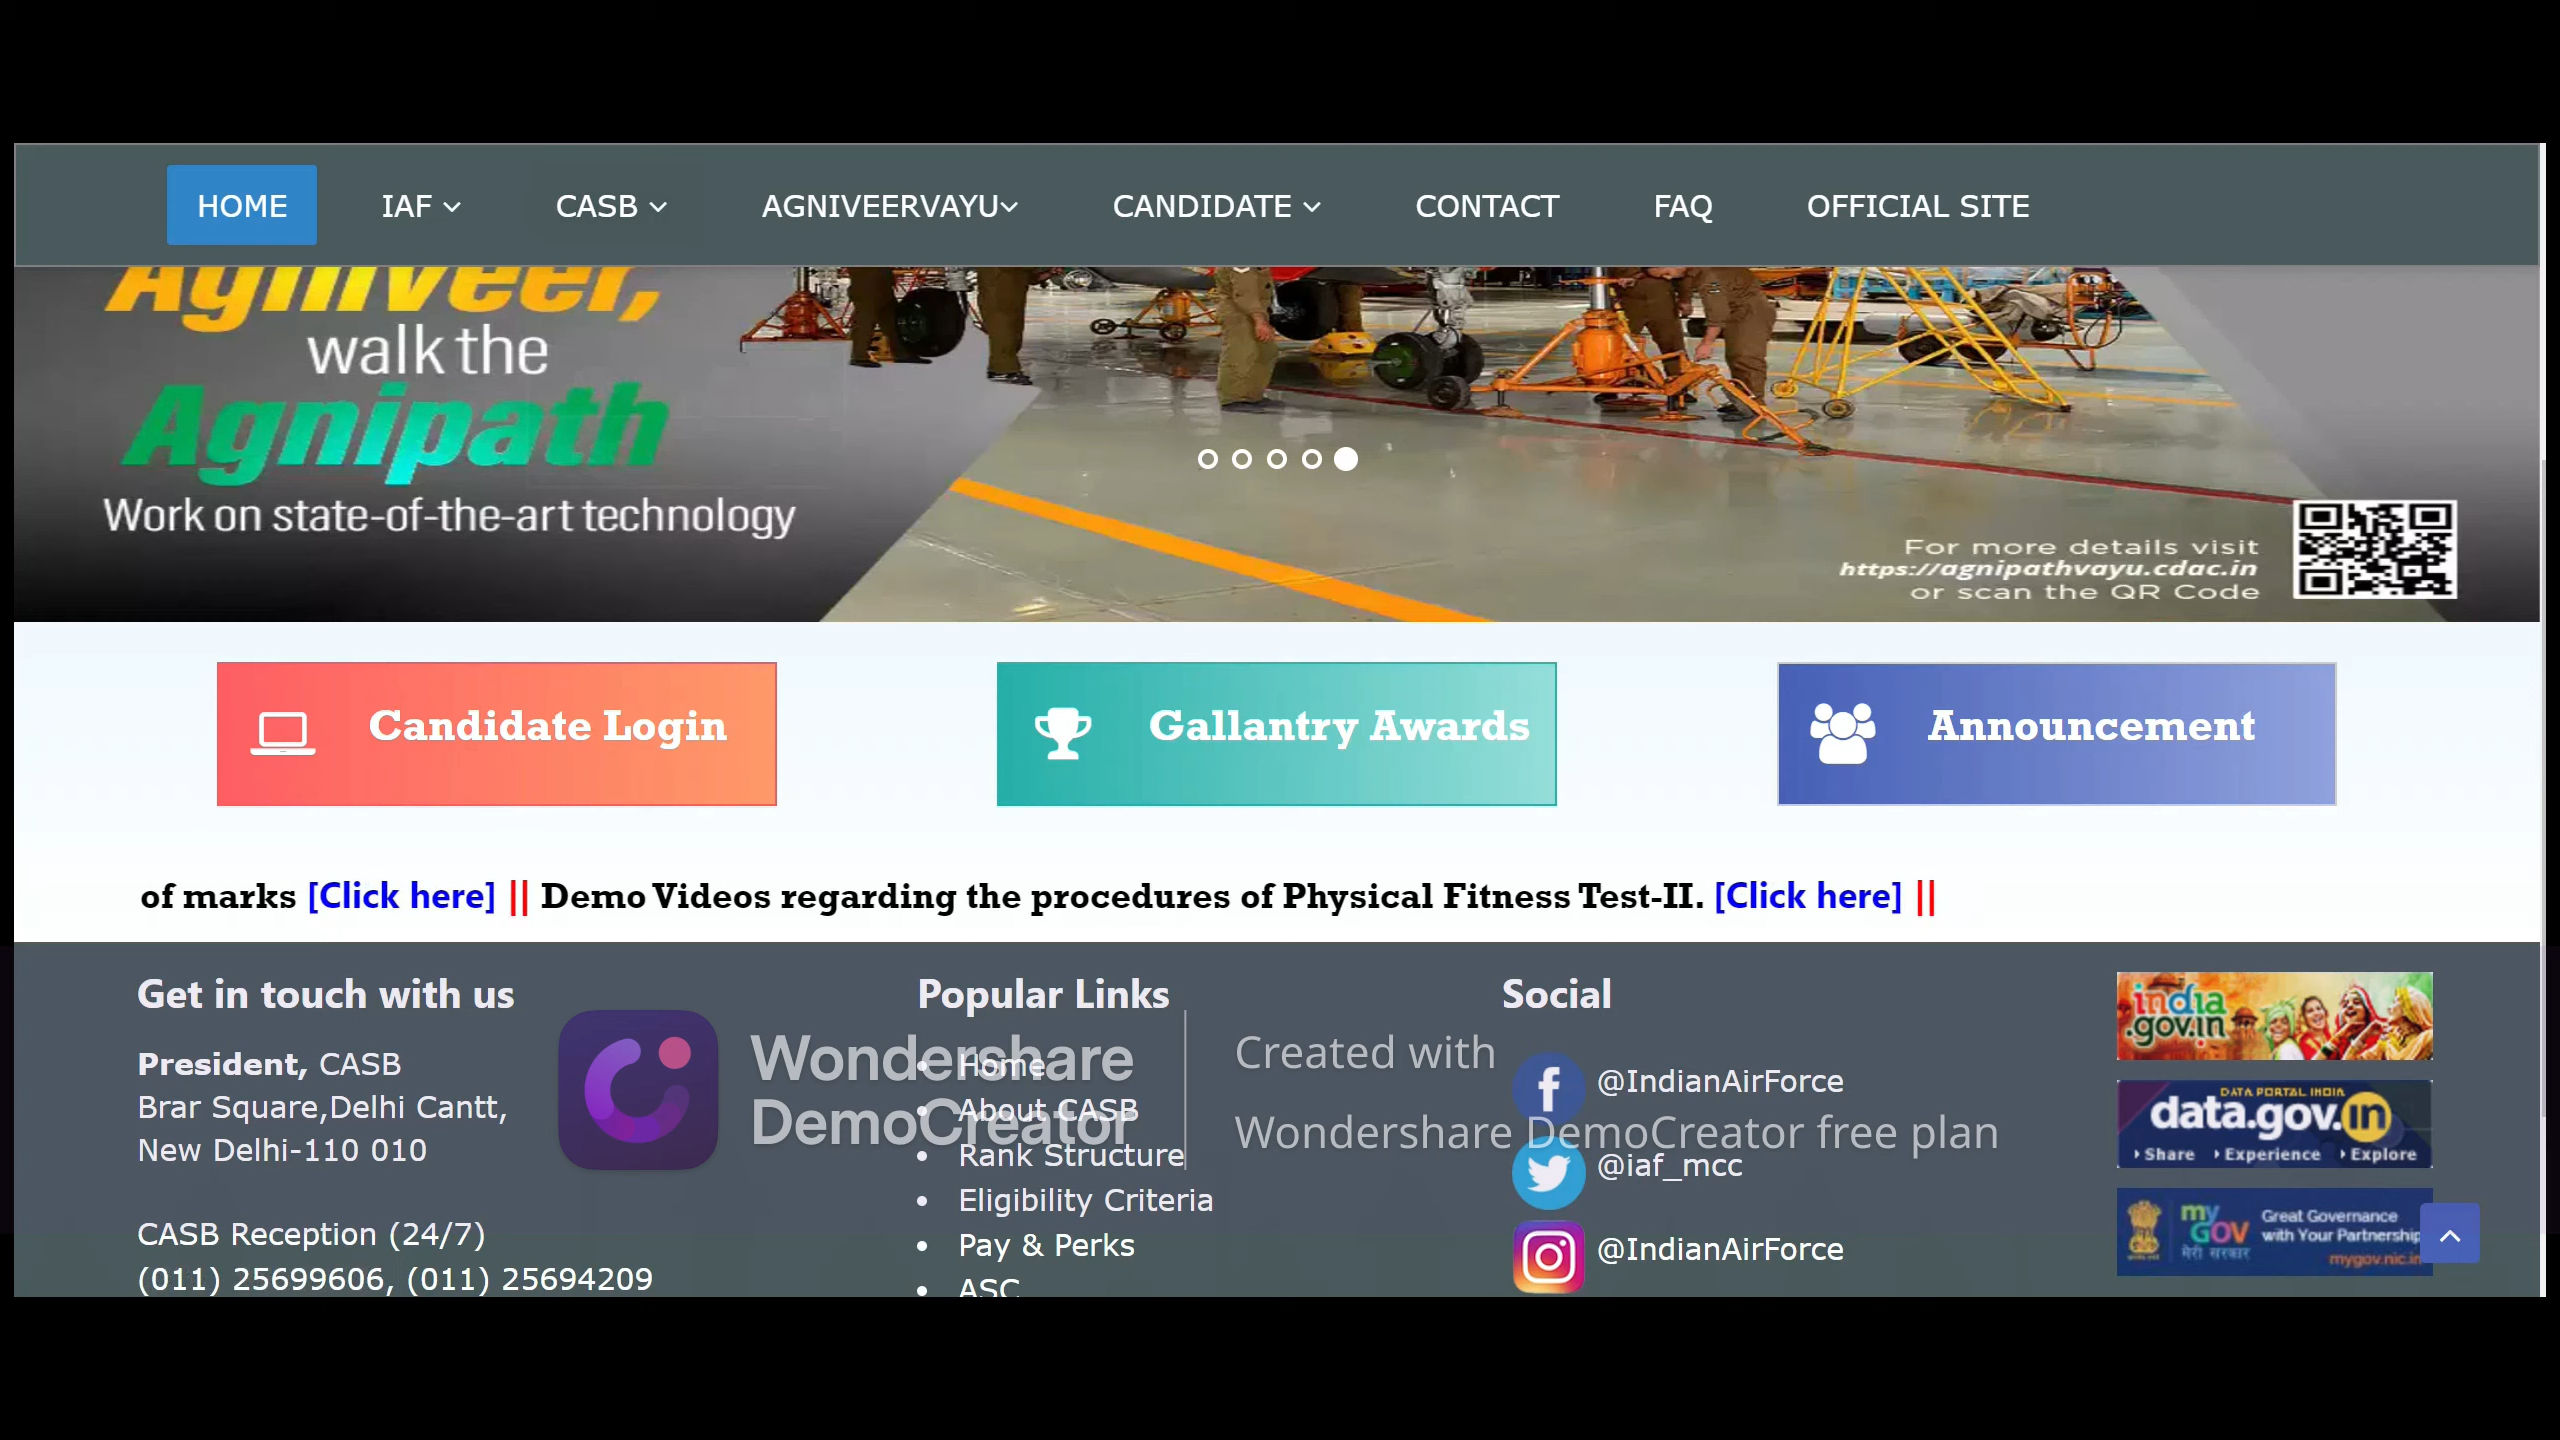 HOME IAF CASB AGNIVEERVAYU CANDIDATE CONTACT FAQ OFFICIAL SITE
Agniveer,
walk the
Agnipath
Work on state-of-the-art technology
For more details visit
https://agnipathvayu.cdac.in
or scan the QR Code
Candidate Login
Gallantry Awards
Announcement
of marks [Click here] || Demo Videos regarding the procedures of Physical Fitness Test-II. [Click here] ||
Get in touch with us
President, CASB
Brar Square,Delhi Cantt,
New Delhi-110 010
CASB Reception (24/7)
(011) 25699606, (011) 25694209
Popular Links
• Home
• About CASB
• Rank Structure
• Eligibility Criteria
• Pay & Perks
• ASC
Social
@IndianAirForce
@iaf_mcc
@IndianAirForce
india
.gov.in
DATA PORTAL INDIA
data.gov.in
Share Experience Explore
my
GOV
मेरी सरकार
Great Governance
with Your Partnership
mygov.nic.in
Wondershare
DemoCreator
Created with
Wondershare DemoCreator free plan